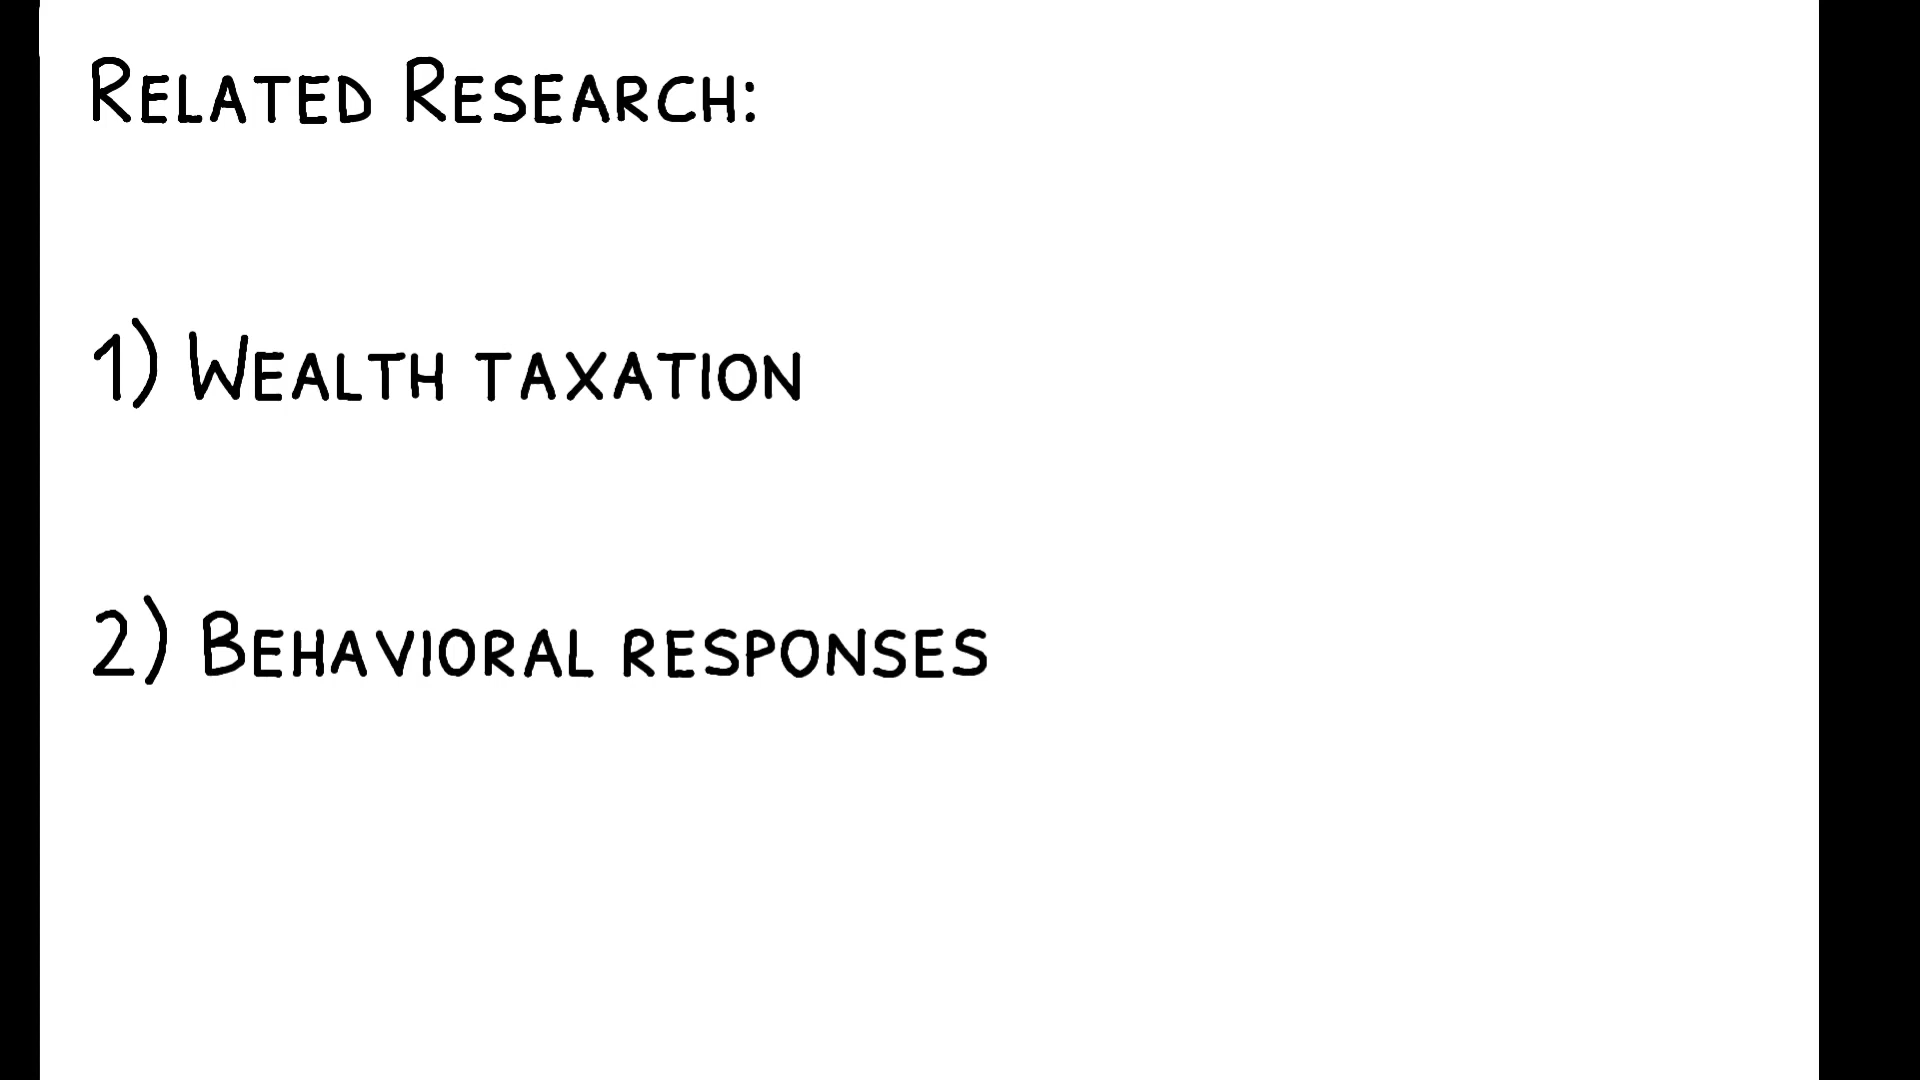 Related Research:
1) Wealth taxation
2) Behavioral responses